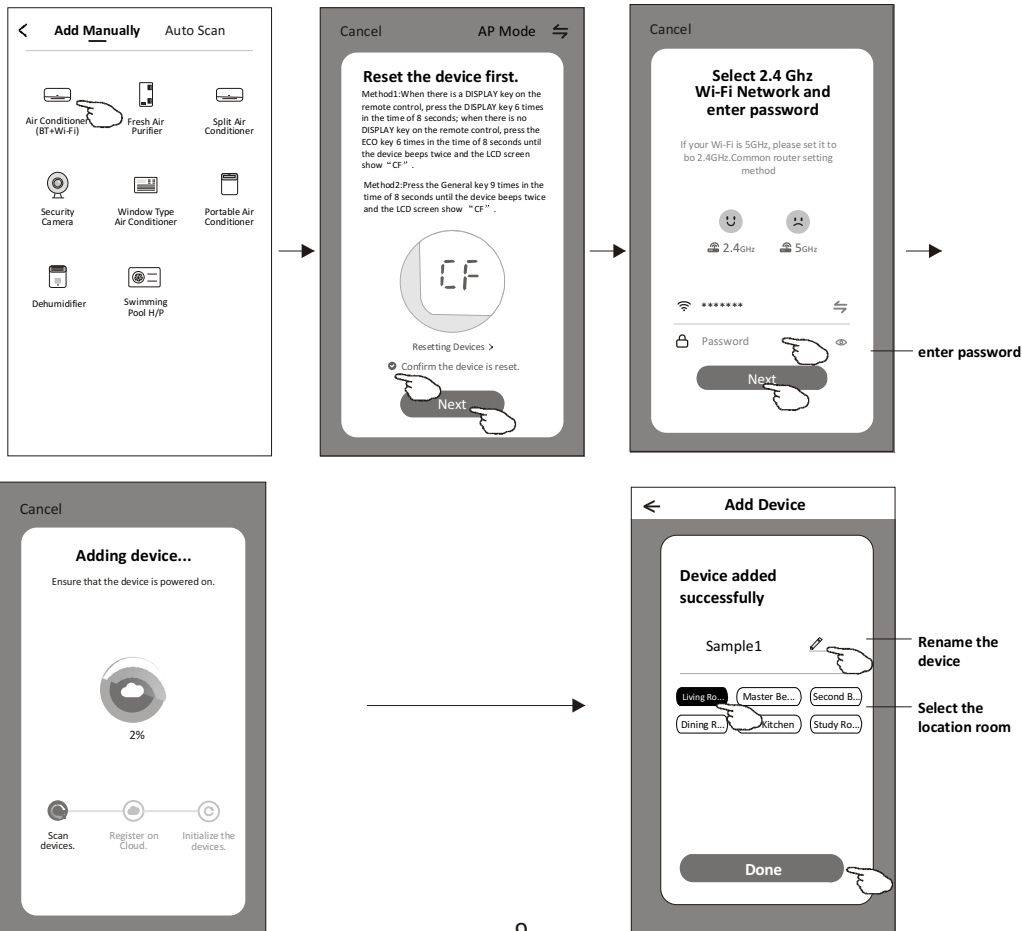 Add Manually Auto Scan
Air Conditioner
(BT+Wi-Fi)
Fresh Air
Purifier
Split Air
Conditioner
Security
Camera
Window Type
Air Conditioner
Portable Air
Conditioner
Dehumidifier
Swimming
Pool H/P
Cancel AP Mode
Reset the device first.
Method1:When there is a DISPLAY key on the
remote control, press the DISPLAY key 6 times
in the time of 8 seconds; when there is no
DISPLAY key on the remote control, press the
ECO key 6 times in the time of 8 seconds until
the device beeps twice and the LCD screen
show “CF”.
Method2:Press the General key 9 times in the
time of 8 seconds until the device beeps twice
and the LCD screen show “CF”.
CF
Resetting Devices >
Confirm the device is reset.
Next
Cancel
Select 2.4 Ghz
Wi-Fi Network and
enter password
If your Wi-Fi is 5GHz, please set it to
bo 2.4GHz.Common router setting
method
2.4GHz 5GHz
*******
Password
Next
enter password
Cancel
Adding device...
Ensure that the device is powered on.
2%
Scan
devices.
Register on
Cloud.
Initialize the
devices.
Add Device
Device added
successfully
Sample1
Rename the
device
Living Ro... Master Be... Second B...
Dining R... Kitchen Study Ro...
Select the
location room
Done
9